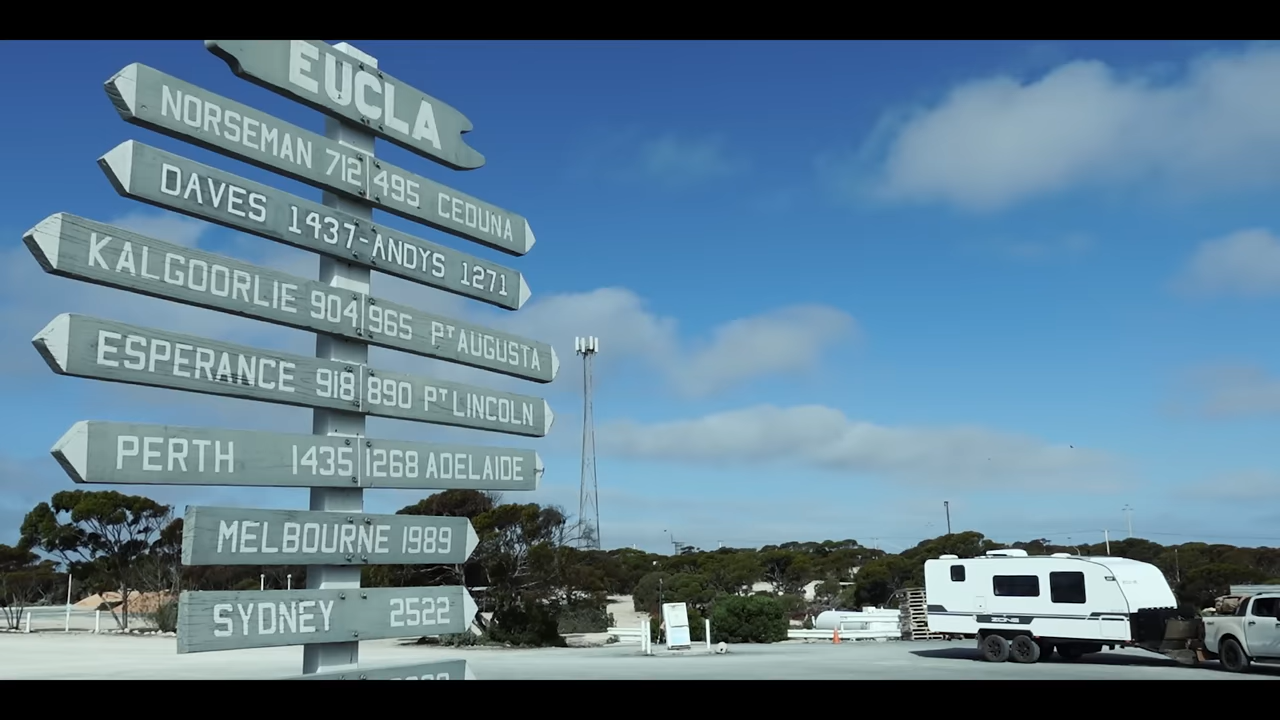 EUCLA
NORSEMAN 712 495 CEDUNA
DAVES 1437-ANDYS 1271
KALGOORLIE 904 965 PT AUGUSTA
ESPERANCE 918 890 PT LINCOLN
PERTH 1435 1268 ADELAIDE
MELBOURNE 1989
SYDNEY 2522